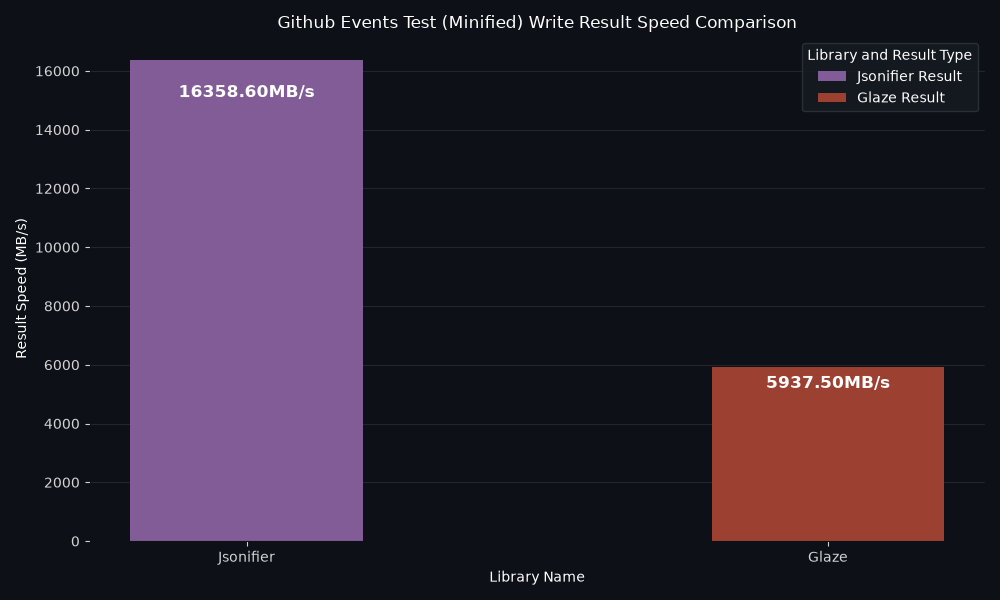 Github Events Test (Minified) Write Result Speed Comparison
Library and Result Type
Jsonifier Result
Glaze Result
16358.60MB/s
5937.50MB/s
Result Speed (MB/s)
16000
14000
12000
10000
8000
6000
4000
2000
0
Jsonifier
Glaze
Library Name